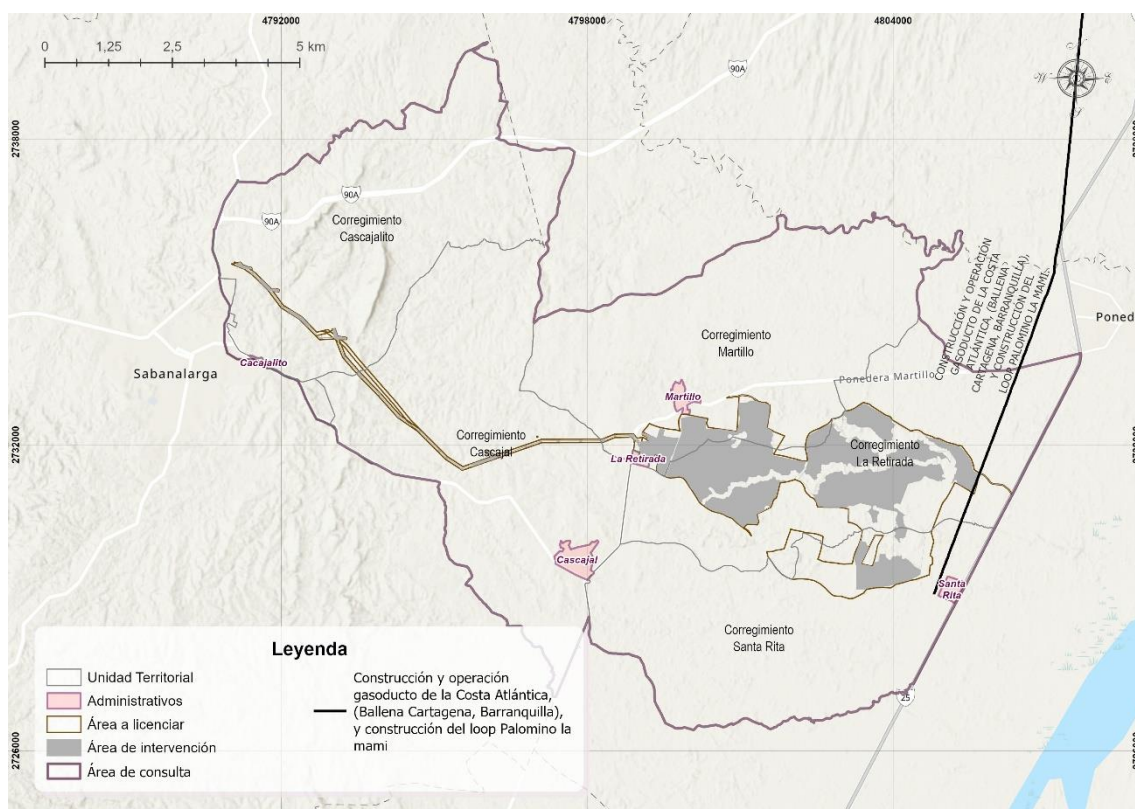 4792000
4798000
4804000
0 1,25 2,5 5 km
90A
N
W
E
S
2738000
90A
90A
Corregimiento
Cascajalito
CONSTRUCCIÓN Y OPERACIÓN
GASODUCTO DE LA COSTA
ATLÁNTICA, (BALLENA
CARTAGENA, BARRANQUILLA),
Y CONSTRUCCIÓN DEL
LOOP PALOMINO LA MAMI
Poned
Corregimiento
Martillo
Cacajalito
Sabanalarga
Ponedera Martillo
Martillo
2732000
Corregimiento
Cascajal
Corregimiento
La Retirada
La Retirada
Cascajal
Santa
Rita
Corregimiento
Santa Rita
25
2726000
Leyenda
Unidad Territorial
Administrativos
Área a licenciar
Área de intervención
Área de consulta
Construcción y operación
gasoducto de la Costa Atlántica,
(Ballena Cartagena, Barranquilla),
y construcción del loop Palomino la
mami